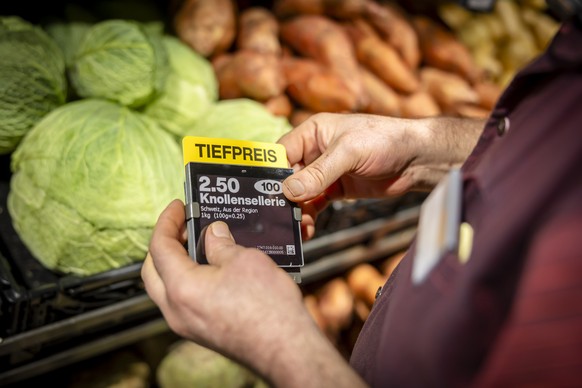 TIEFPREIS
2.50
100
Knollensellerie
Schweiz, Aus der Region
1kg (100g=0.25)